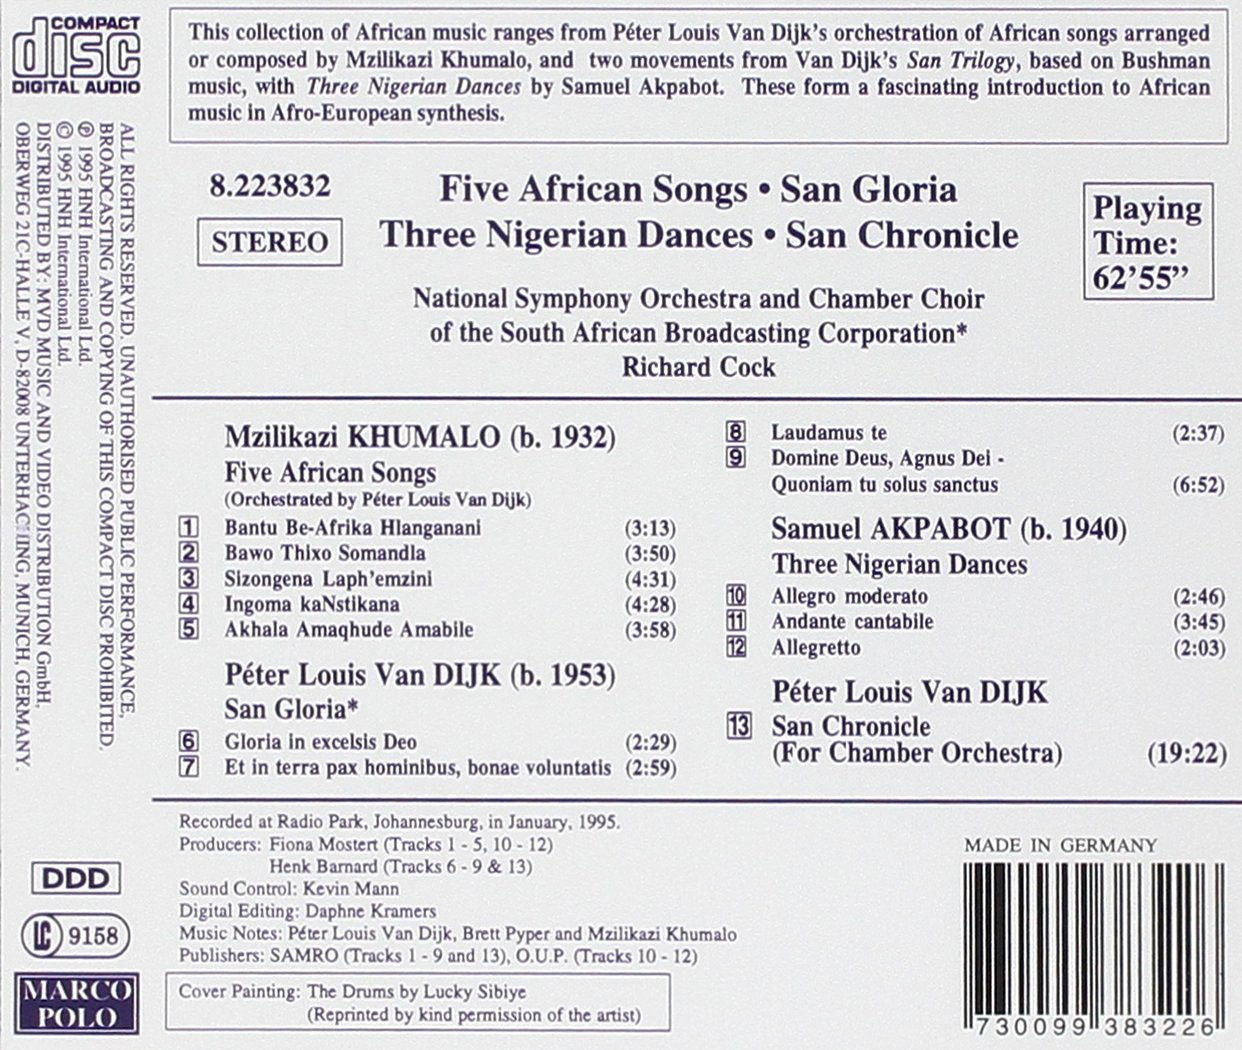 COMPACT
disc
DIGITAL AUDIO
This collection of African music ranges from Péter Louis Van Dijk's orchestration of African songs arranged
or composed by Mzilikazi Khumalo, and two movements from Van Dijk's San Trilogy, based on Bushman
music, with Three Nigerian Dances by Samuel Akpabot. These form a fascinating introduction to African
music in Afro-European synthesis.
ALL RIGHTS RESERVED. UNAUTHORISED PUBLIC PERFORMANCE,
BROADCASTING AND COPYING OF THIS COMPACT DISC PROHIBITED.
℗ 1995 HNH International Ltd.
© 1995 HNH International Ltd.
DISTRIBUTED BY: MVD MUSIC AND VIDEO DISTRIBUTION GmbH,
OBERWEG 21C-HALLE V, D-82008 UNTERHACHING, MUNICH, GERMANY.
8.223832
STEREO
Five African Songs • San Gloria
Three Nigerian Dances • San Chronicle
Playing
Time:
62'55"
National Symphony Orchestra and Chamber Choir
of the South African Broadcasting Corporation*
Richard Cock
Mzilikazi KHUMALO (b. 1932)
Five African Songs
(Orchestrated by Péter Louis Van Dijk)
1 Bantu Be-Afrika Hlanganani (3:13)
2 Bawo Thixo Somandla (3:50)
3 Sizongena Laph'emzini (4:31)
4 Ingoma kaNstikana (4:28)
5 Akhala Amaqhude Amabile (3:58)
Péter Louis Van DIJK (b. 1953)
San Gloria*
6 Gloria in excelsis Deo (2:29)
7 Et in terra pax hominibus, bonae voluntatis (2:59)
8 Laudamus te (2:37)
9 Domine Deus, Agnus Dei -
Quoniam tu solus sanctus (6:52)
Samuel AKPABOT (b. 1940)
Three Nigerian Dances
10 Allegro moderato (2:46)
11 Andante cantabile (3:45)
12 Allegretto (2:03)
Péter Louis Van DIJK
13 San Chronicle
(For Chamber Orchestra) (19:22)
Recorded at Radio Park, Johannesburg, in January, 1995.
Producers: Fiona Mostert (Tracks 1 - 5, 10 - 12)
Henk Barnard (Tracks 6 - 9 & 13)
Sound Control: Kevin Mann
Digital Editing: Daphne Kramers
Music Notes: Péter Louis Van Dijk, Brett Pyper and Mzilikazi Khumalo
Publishers: SAMRO (Tracks 1 - 9 and 13), O.U.P. (Tracks 10 - 12)
Cover Painting: The Drums by Lucky Sibiye
(Reprinted by kind permission of the artist)
DDD
LC 9158
MARCO
POLO
MADE IN GERMANY
730099 383226